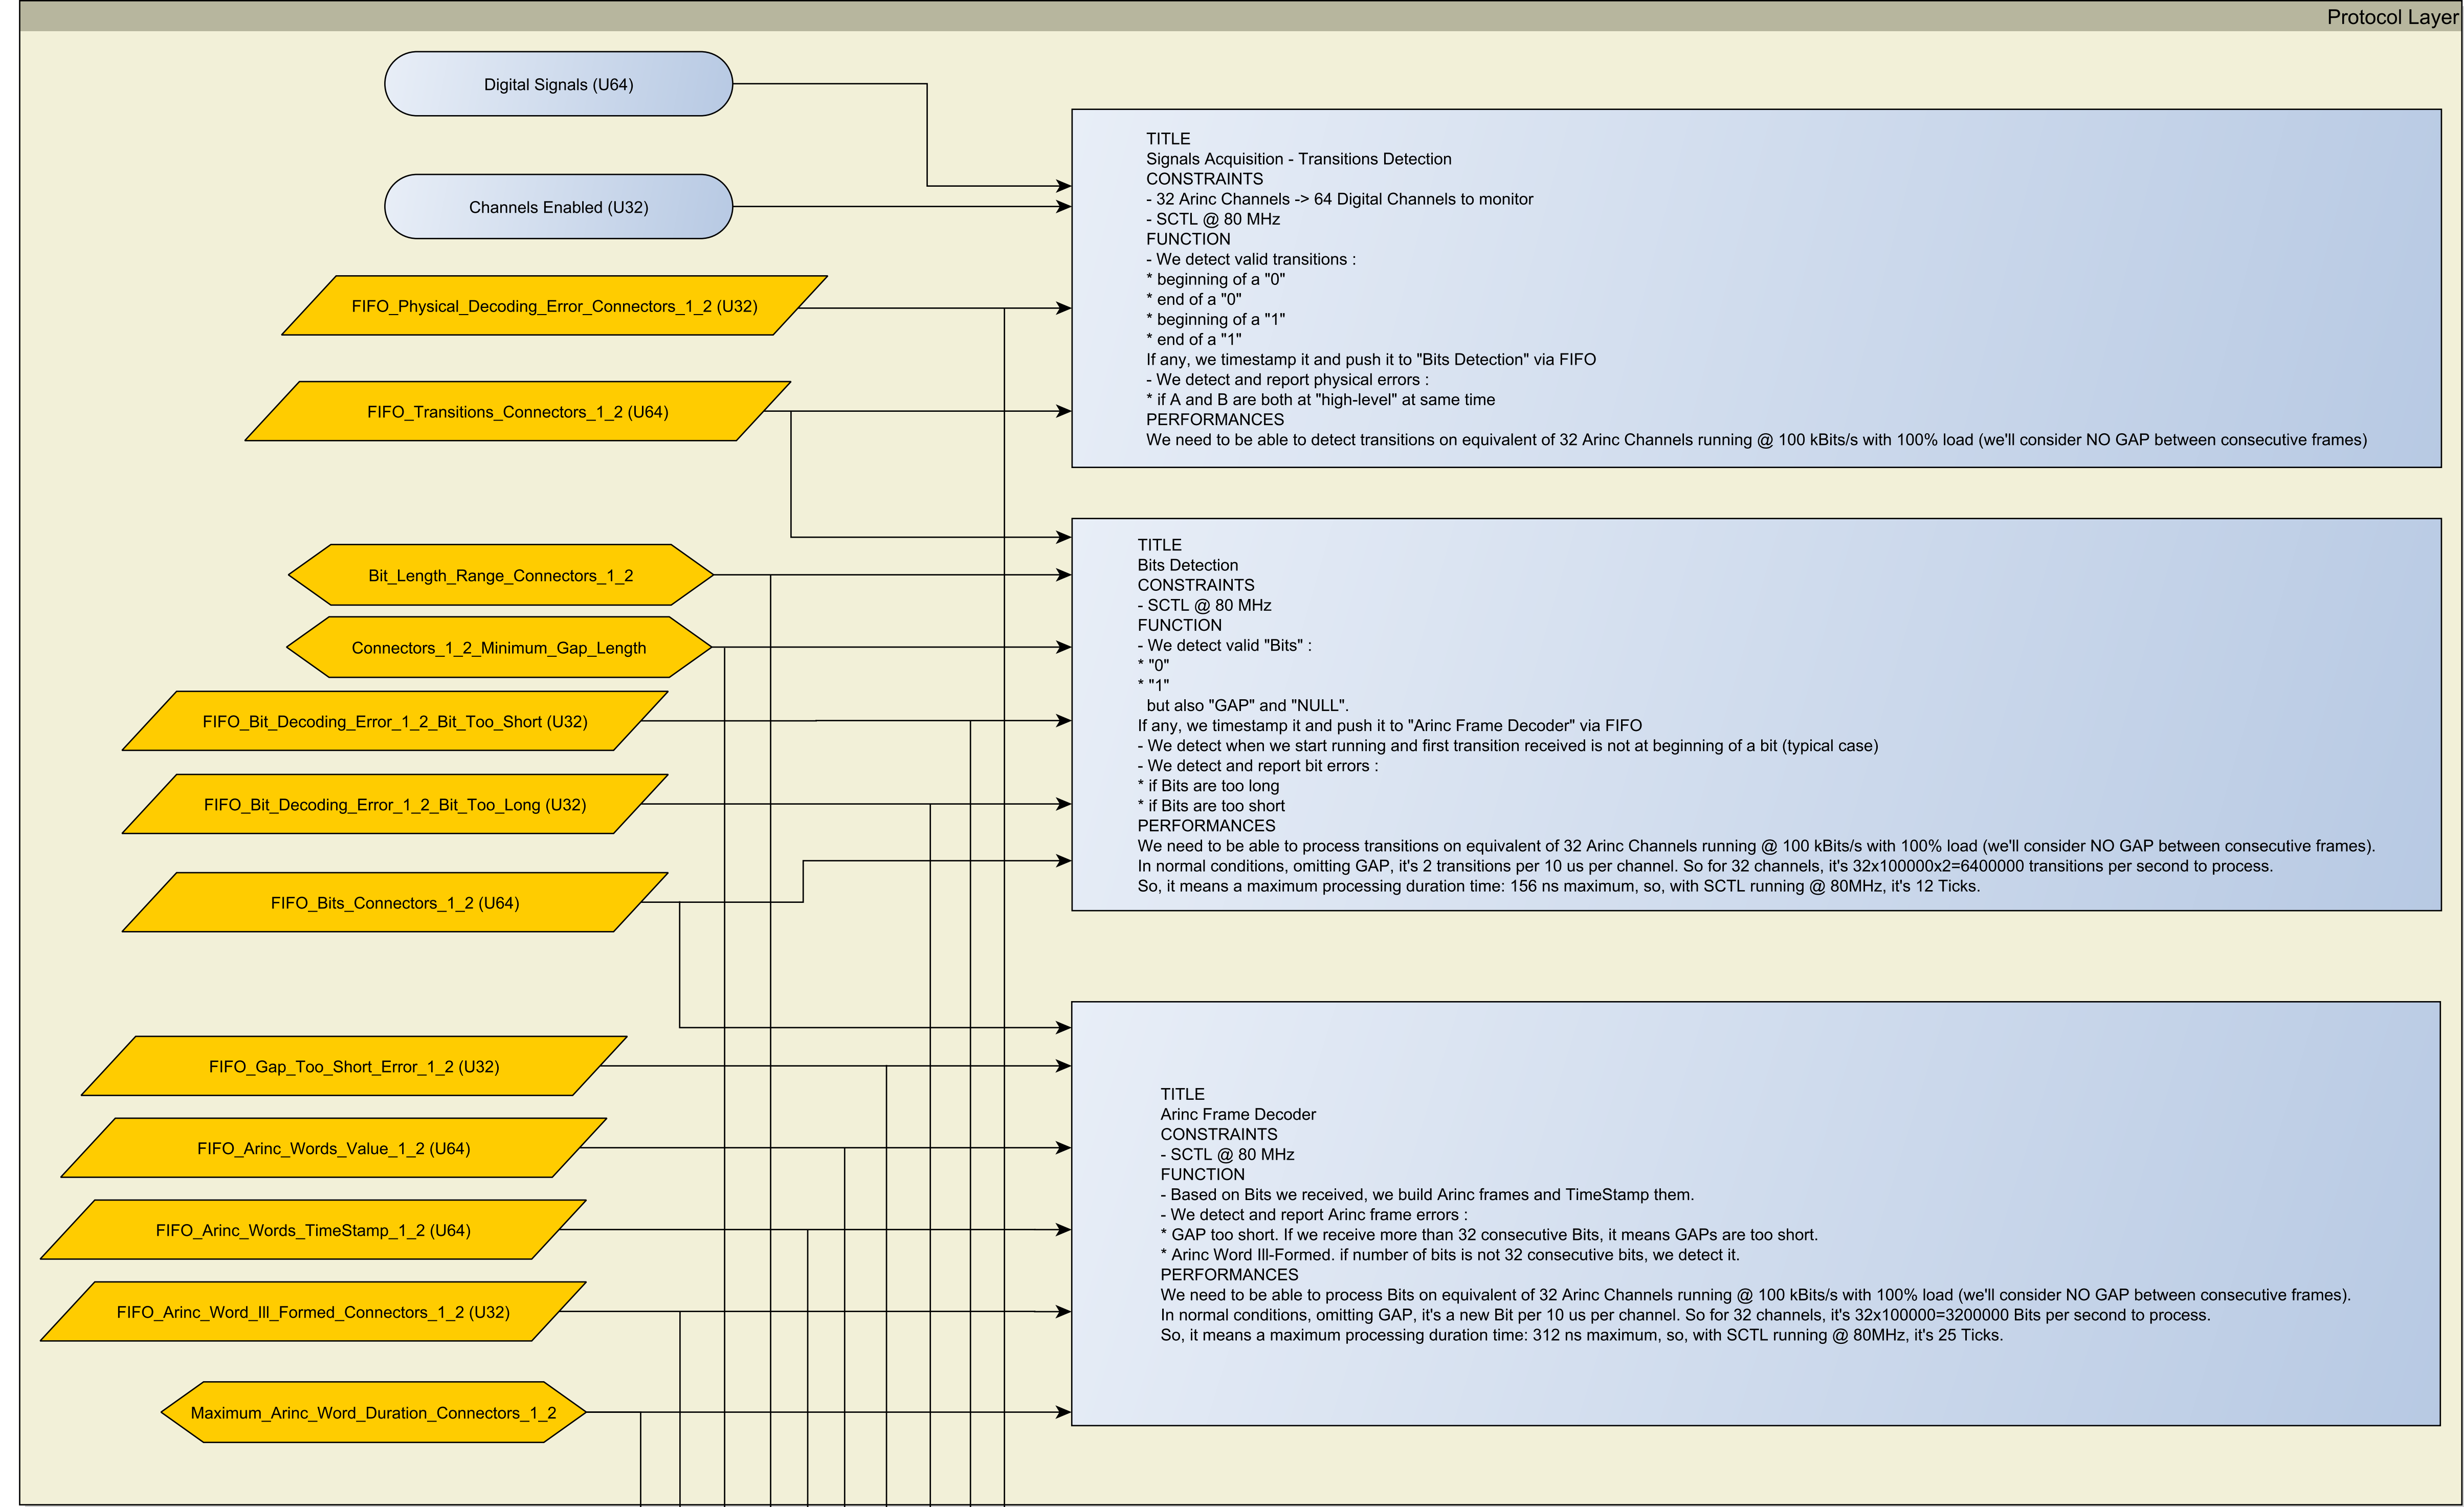 Protocol Layer
Digital Signals (U64)
Channels Enabled (U32)
FIFO_Physical_Decoding_Error_Connectors_1_2 (U32)
FIFO_Transitions_Connectors_1_2 (U64)
TITLE
Signals Acquisition - Transitions Detection
CONSTRAINTS
- 32 Arinc Channels -> 64 Digital Channels to monitor
- SCTL @ 80 MHz
FUNCTION
- We detect valid transitions :
* beginning of a "0"
* end of a "0"
* beginning of a "1"
* end of a "1"
If any, we timestamp it and push it to "Bits Detection" via FIFO
- We detect and report physical errors :
* if A and B are both at "high-level" at same time
PERFORMANCES
We need to be able to detect transitions on equivalent of 32 Arinc Channels running @ 100 kBits/s with 100% load (we'll consider NO GAP between consecutive frames)
Bit_Length_Range_Connectors_1_2
Connectors_1_2_Minimum_Gap_Length
FIFO_Bit_Decoding_Error_1_2_Bit_Too_Short (U32)
FIFO_Bit_Decoding_Error_1_2_Bit_Too_Long (U32)
FIFO_Bits_Connectors_1_2 (U64)
TITLE
Bits Detection
CONSTRAINTS
- SCTL @ 80 MHz
FUNCTION
- We detect valid "Bits" :
* "0"
* "1"
but also "GAP" and "NULL".
If any, we timestamp it and push it to "Arinc Frame Decoder" via FIFO
- We detect when we start running and first transition received is not at beginning of a bit (typical case)
- We detect and report bit errors :
* if Bits are too long
* if Bits are too short
PERFORMANCES
We need to be able to process transitions on equivalent of 32 Arinc Channels running @ 100 kBits/s with 100% load (we'll consider NO GAP between consecutive frames).
In normal conditions, omitting GAP, it's 2 transitions per 10 us per channel. So for 32 channels, it's 32x100000x2=6400000 transitions per second to process.
So, it means a maximum processing duration time: 156 ns maximum, so, with SCTL running @ 80MHz, it's 12 Ticks.
FIFO_Gap_Too_Short_Error_1_2 (U32)
FIFO_Arinc_Words_Value_1_2 (U64)
FIFO_Arinc_Words_TimeStamp_1_2 (U64)
FIFO_Arinc_Word_Ill_Formed_Connectors_1_2 (U32)
Maximum_Arinc_Word_Duration_Connectors_1_2
TITLE
Arinc Frame Decoder
CONSTRAINTS
- SCTL @ 80 MHz
FUNCTION
- Based on Bits we received, we build Arinc frames and TimeStamp them.
- We detect and report Arinc frame errors :
* GAP too short. If we receive more than 32 consecutive Bits, it means GAPs are too short.
* Arinc Word Ill-Formed. if number of bits is not 32 consecutive bits, we detect it.
PERFORMANCES
We need to be able to process Bits on equivalent of 32 Arinc Channels running @ 100 kBits/s with 100% load (we'll consider NO GAP between consecutive frames).
In normal conditions, omitting GAP, it's a new Bit per 10 us per channel. So for 32 channels, it's 32x100000=3200000 Bits per second to process.
So, it means a maximum processing duration time: 312 ns maximum, so, with SCTL running @ 80MHz, it's 25 Ticks.